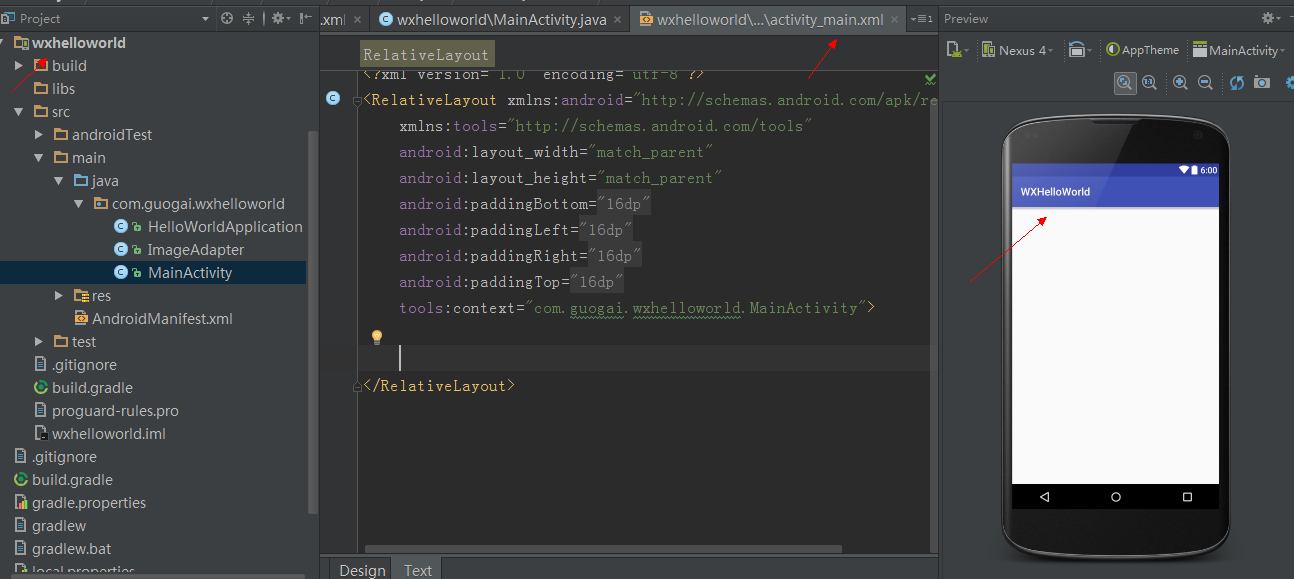 Project
wxhelloworld
build
libs
src
androidTest
main
java
com.guogai.wxhelloworld
HelloWorldApplication
ImageAdapter
MainActivity
res
AndroidManifest.xml
test
.gitignore
build.gradle
proguard-rules.pro
wxhelloworld.iml
.gitignore
build.gradle
gradle.properties
gradlew
gradlew.bat
local.properties
.xml
wxhelloworld\MainActivity.java
wxhelloworld\...\activity_main.xml
RelativeLayout
<?xml version="1.0" encoding="utf-8"?>
<RelativeLayout xmlns:android="http://schemas.android.com/apk/re
xmlns:tools="http://schemas.android.com/tools"
android:layout_width="match_parent"
android:layout_height="match_parent"
android:paddingBottom="16dp"
android:paddingLeft="16dp"
android:paddingRight="16dp"
android:paddingTop="16dp"
tools:context="com.guogai.wxhelloworld.MainActivity">
</RelativeLayout>
Design
Text
Preview
Nexus 4
AppTheme
MainActivity
6:00
WXHelloWorld